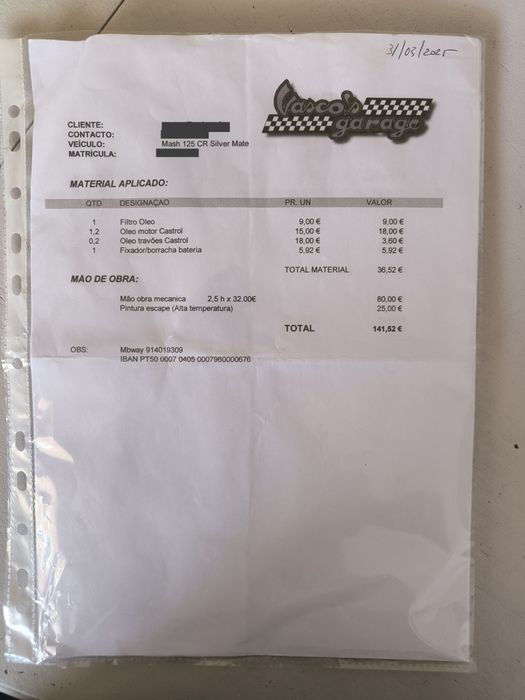 31/03/2025
Vasco's
garage
CLIENTE:
CONTACTO:
VEÍCULO: Mash 125 CR Silver Mate
MATRÍCULA:
MATERIAL APLICADO:
QTD DESIGNAÇÃO PR. UN VALOR
1 Filtro Oleo 9,00 € 9,00 €
1,2 Oleo motor Castrol 15,00 € 18,00 €
0,2 Oleo travões Castrol 18,00 € 3,60 €
1 Fixador/borracha bateria 5,92 € 5,92 €
TOTAL MATERIAL 36,52 €
MÃO DE OBRA:
Mão obra mecanica 2,5 h x 32.00€ 80,00 €
Pintura escape (Alta temperatura) 25,00 €
TOTAL 141,52 €
OBS: Mbway 914019309
IBAN PT50 0007 0405 0007960000676